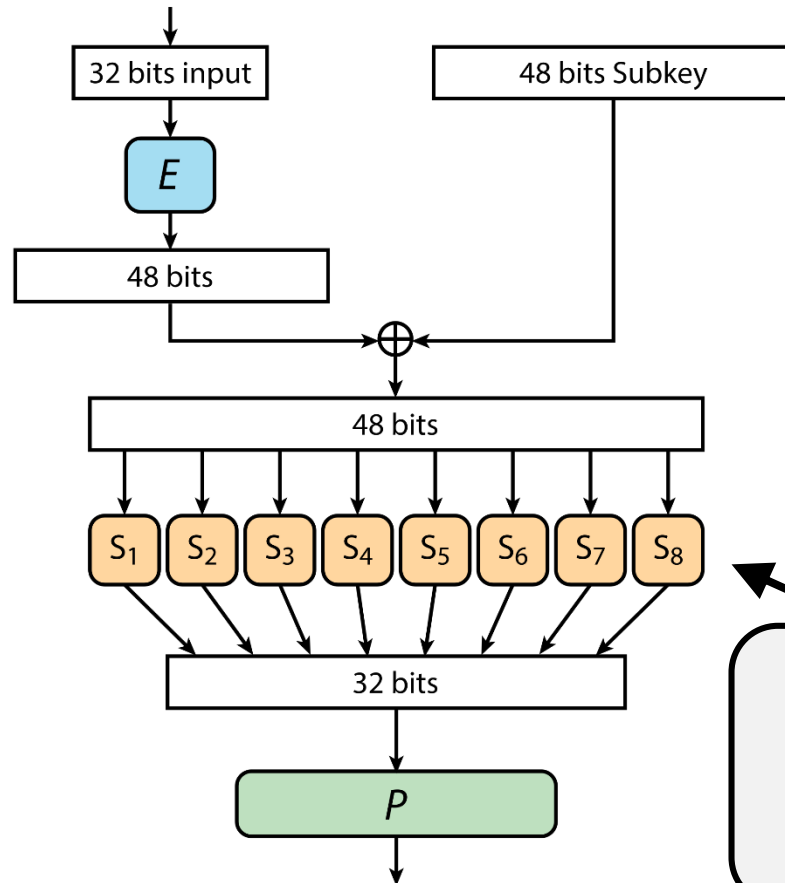 32 bits input
48 bits Subkey
E
48 bits
48 bits
S₁ S₂ S₃ S₄ S₅ S₆ S₇ S₈
32 bits
P